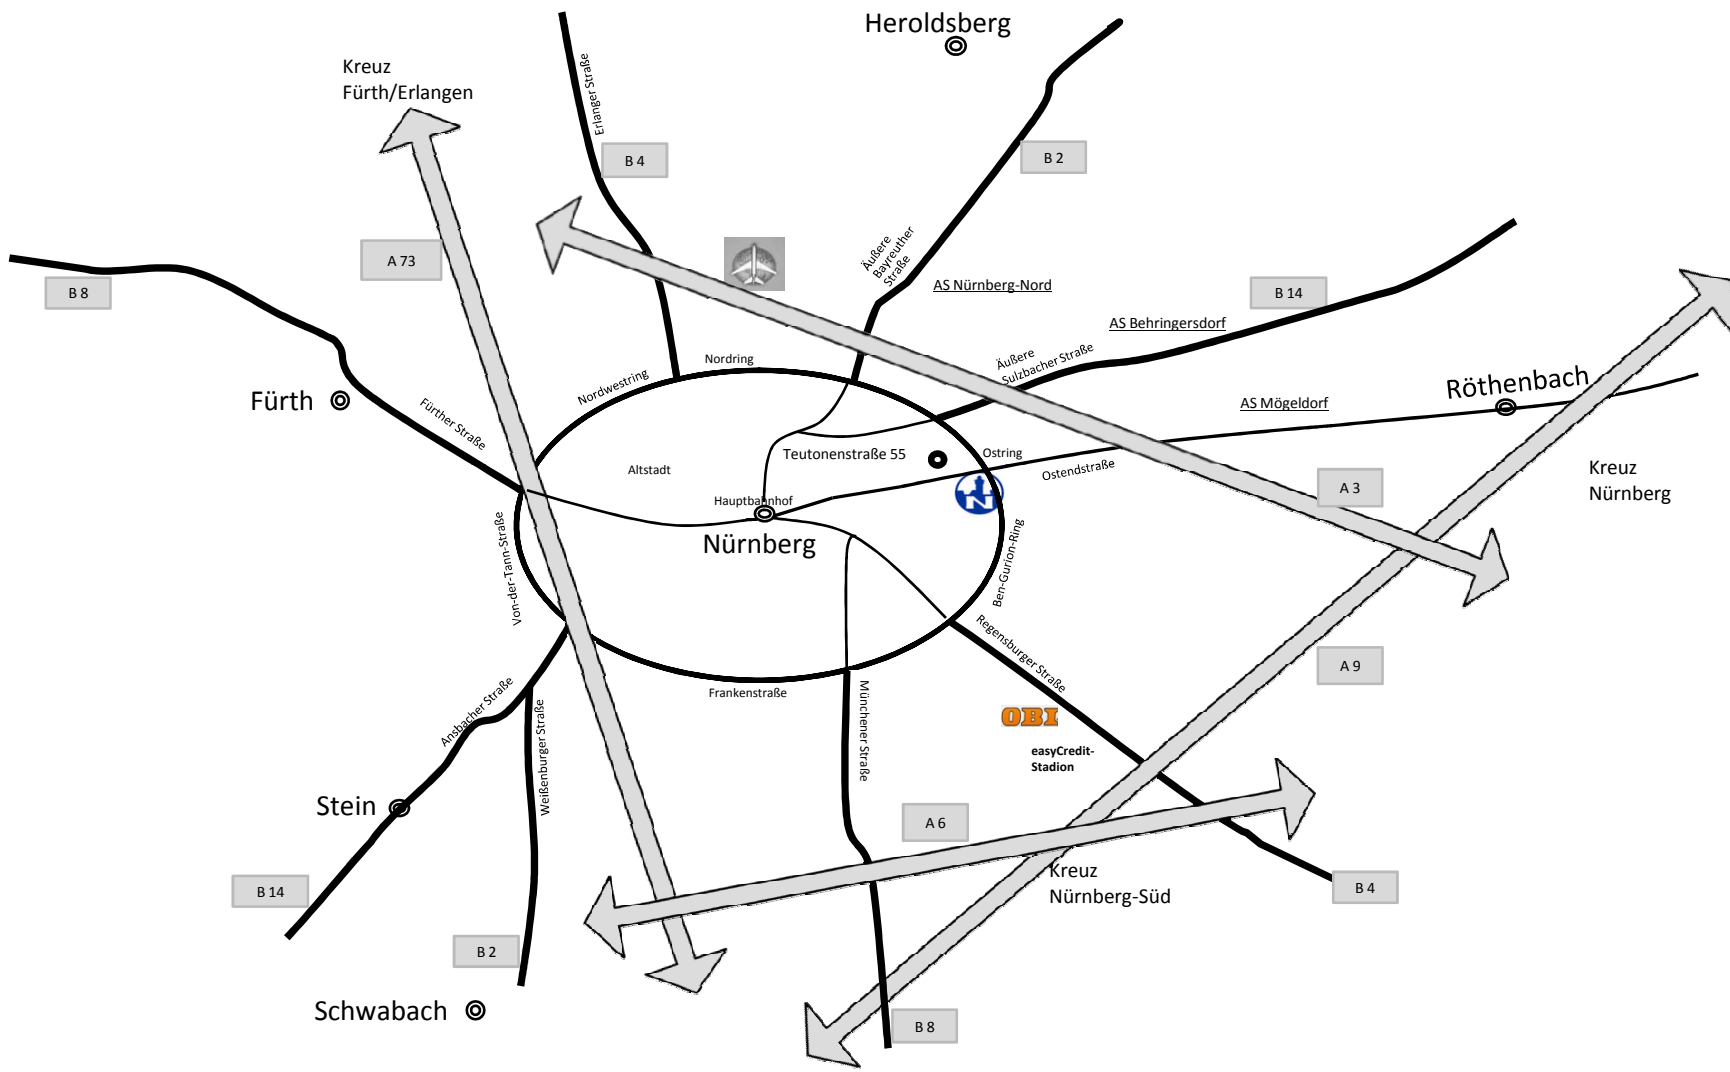 Heroldsberg
Kreuz
Fürth/Erlangen
Erlanger Straße
B 4
B 2
A 73
Äußere
Bayreuther
Straße
AS Nürnberg-Nord
B 8
B 14
AS Behringersdorf
Nordring
Äußere
Sulzbacher Straße
Nordwestring
Röthenbach
Fürth
AS Mögeldorf
Fürther Straße
Teutonenstraße 55
Ostring
Altstadt
Ostendstraße
Kreuz
Nürnberg
A 3
Hauptbahnhof
N
Nürnberg
Von-der-Tann-Straße
Ben-Gurion-Ring
Regensburger Straße
A 9
Frankenstraße
Ansbacher Straße
Weißenburger Straße
Münchener Straße
OBI
easyCredit-
Stadion
Stein
A 6
Kreuz
Nürnberg-Süd
B 14
B 4
B 2
Schwabach
B 8